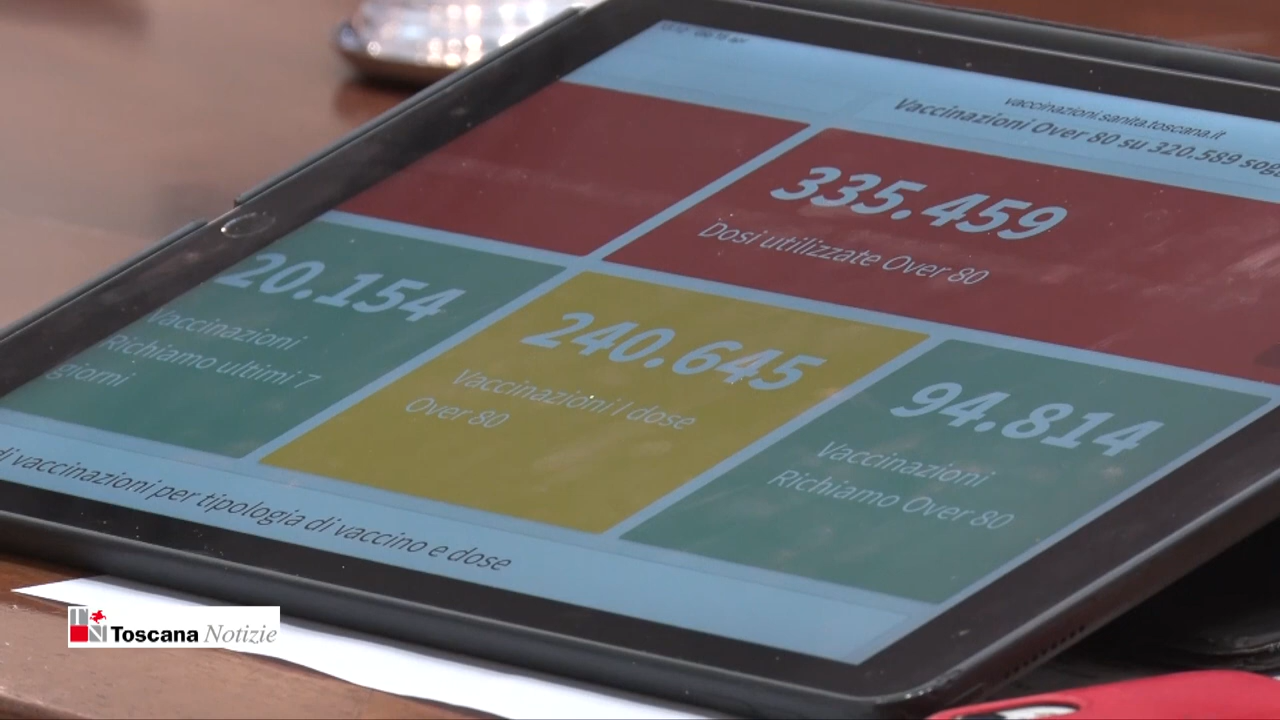 vaccinazioni.sanita.toscana.it
Vaccinazioni Over 80 su 320.589 sogg
335.459
Dosi utilizzate Over 80
20.154
Vaccinazioni
Richiamo ultimi 7
giorni
240.645
Vaccinazioni I dose
Over 80
94.814
Vaccinazioni
Richiamo Over 80
di vaccinazioni per tipologia di vaccino e dose
TN Toscana Notizie